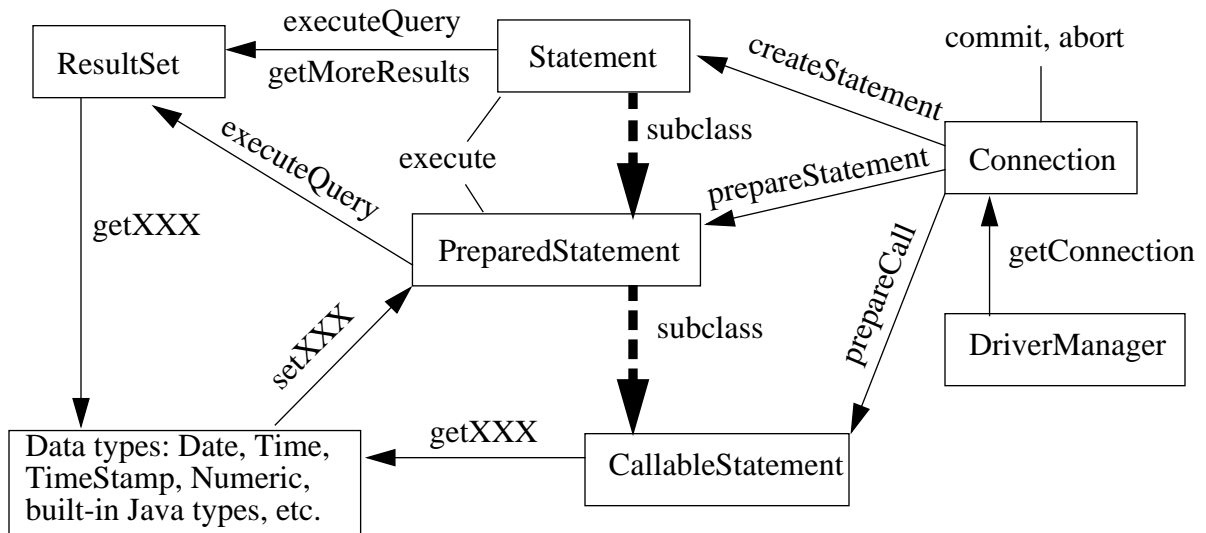 executeQuery
commit, abort
ResultSet
Statement
createStatement
getMoreResults
subclass
executeQuery
execute
prepareStatement
Connection
getXXX
PreparedStatement
getConnection
prepareCall
setXXX
subclass
DriverManager
Data types: Date, Time,
TimeStamp, Numeric,
built-in Java types, etc.
getXXX
CallableStatement